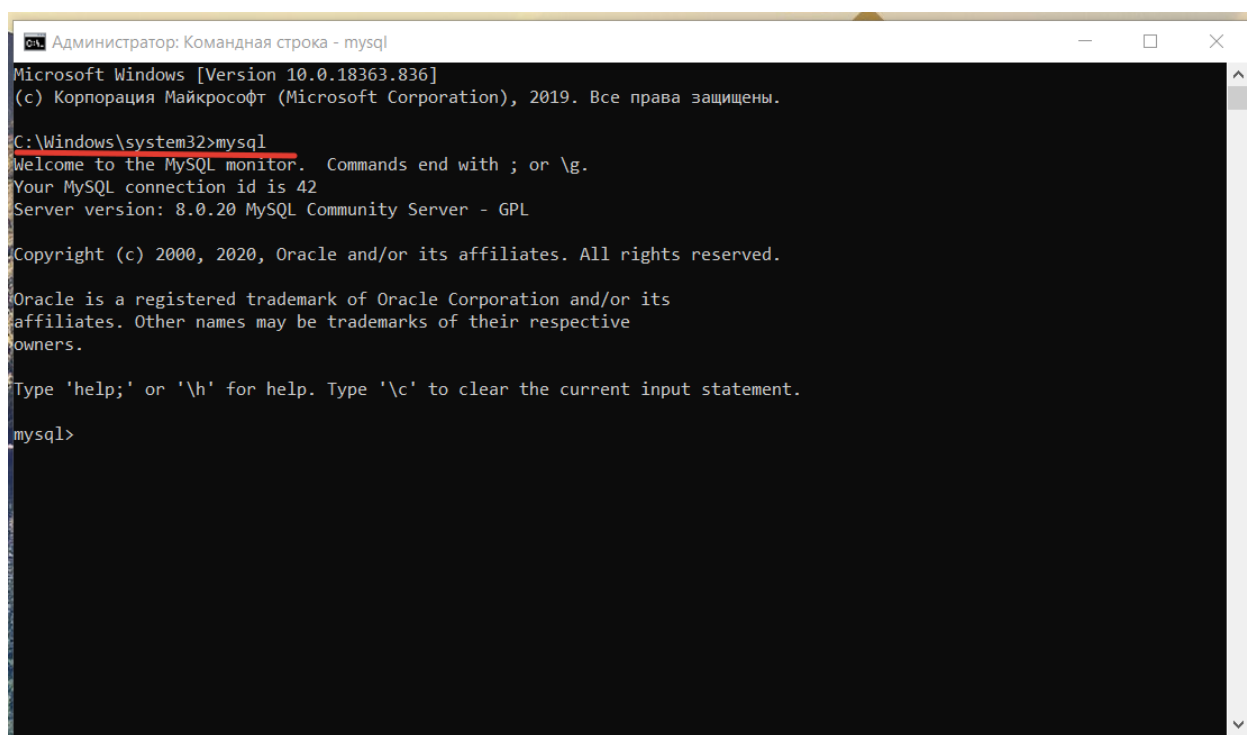 Администратор: Командная строка - mysql
Microsoft Windows [Version 10.0.18363.836]
(c) Корпорация Майкрософт (Microsoft Corporation), 2019. Все права защищены.
C:\Windows\system32>mysql
Welcome to the MySQL monitor.  Commands end with ; or \g.
Your MySQL connection id is 42
Server version: 8.0.20 MySQL Community Server - GPL
Copyright (c) 2000, 2020, Oracle and/or its affiliates. All rights reserved.
Oracle is a registered trademark of Oracle Corporation and/or its
affiliates. Other names may be trademarks of their respective
owners.
Type 'help;' or '\h' for help. Type '\c' to clear the current input statement.
mysql>